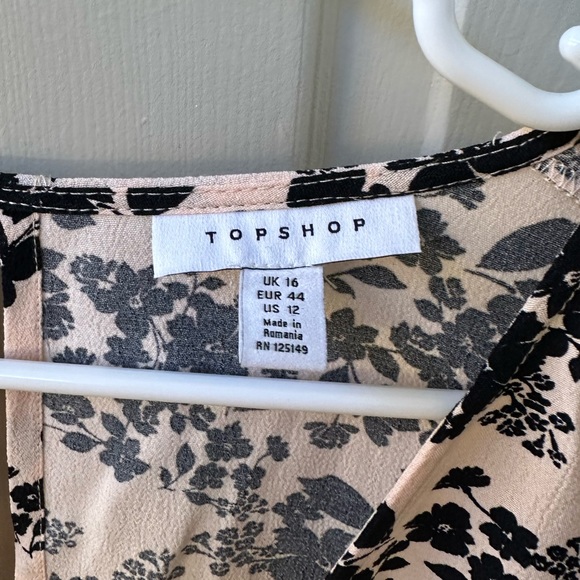 TOPSHOP
UK 16
EUR 44
US 12
Made in
Romania
RN 125149